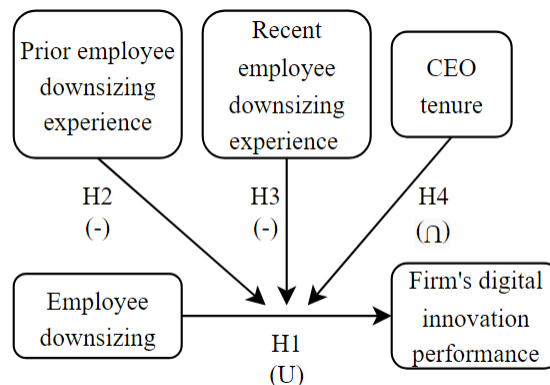 Prior employee
downsizing
experience
Recent
employee
downsizing
experience
CEO
tenure
H2
(-)
H3
(-)
H4
(∩)
Employee
downsizing
H1
(U)
Firm's digital
innovation
performance